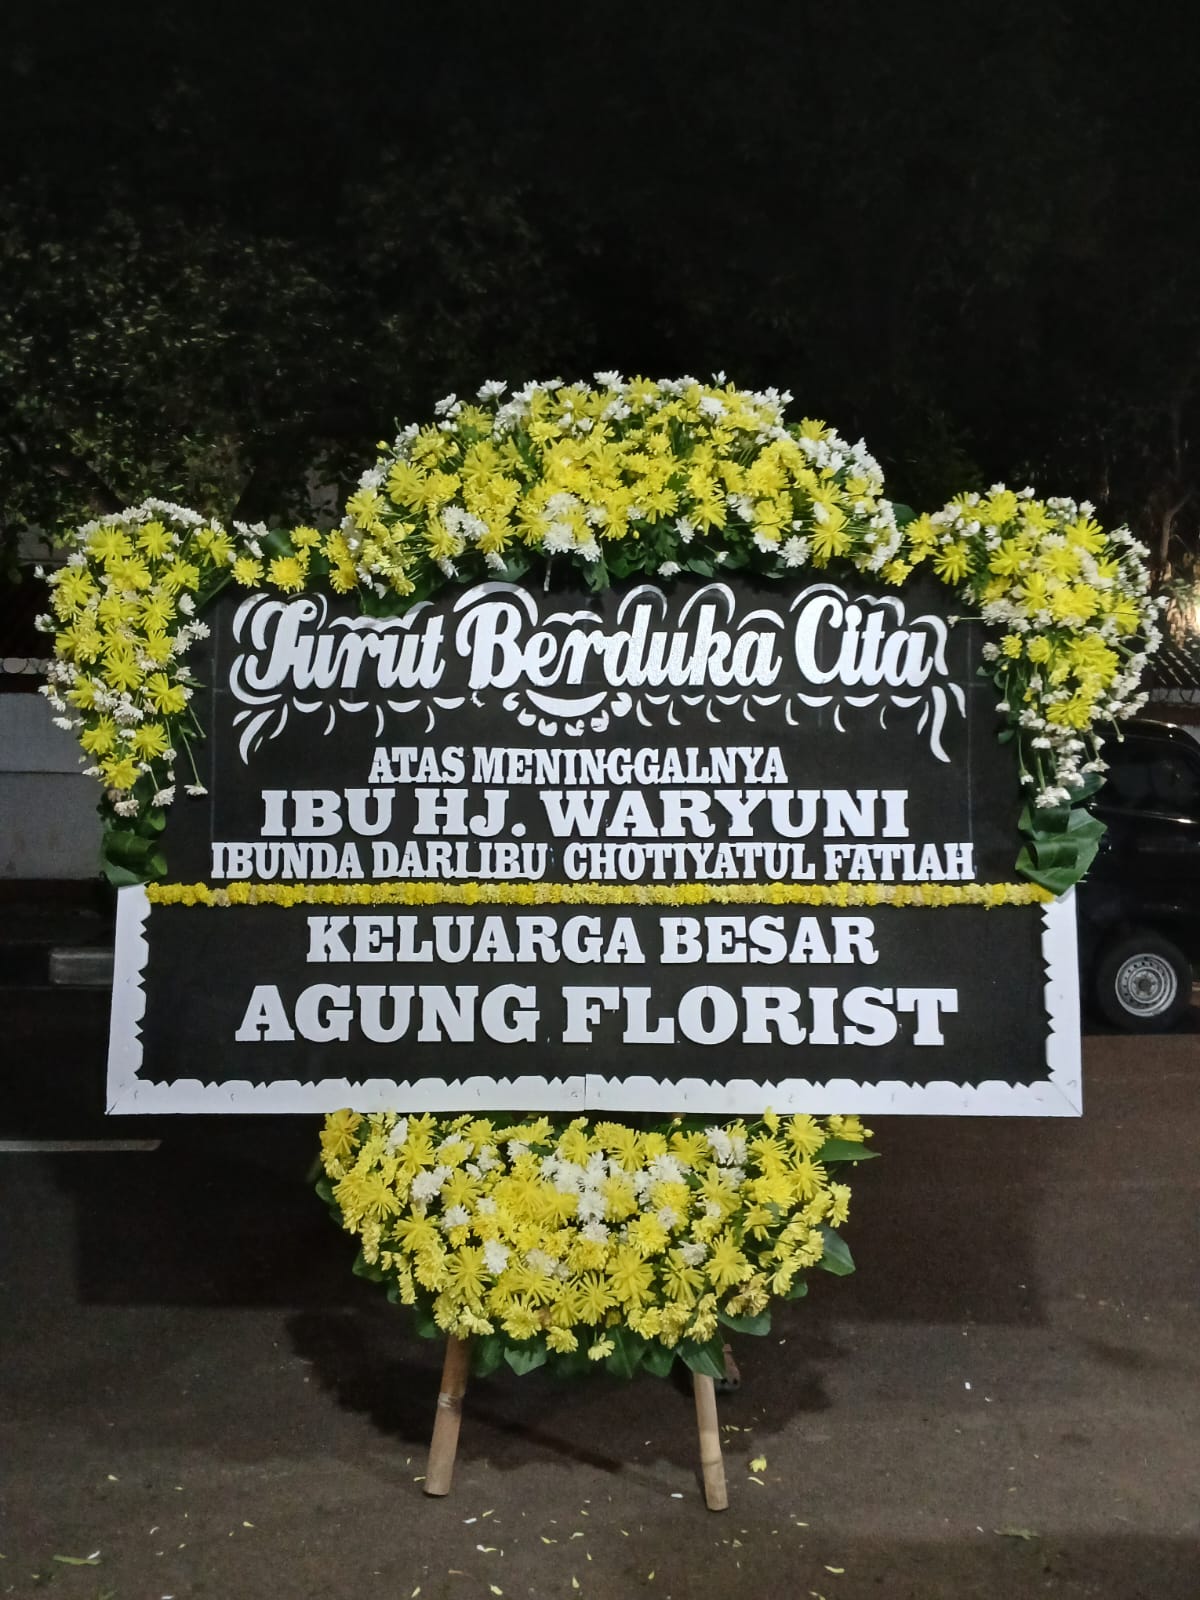 Turut Berduka Cita
ATAS MENINGGALNYA
IBU HJ. WARYUNI
IBUNDA DARI IBU CHOTIYATUL FATIAH
KELUARGA BESAR
AGUNG FLORIST